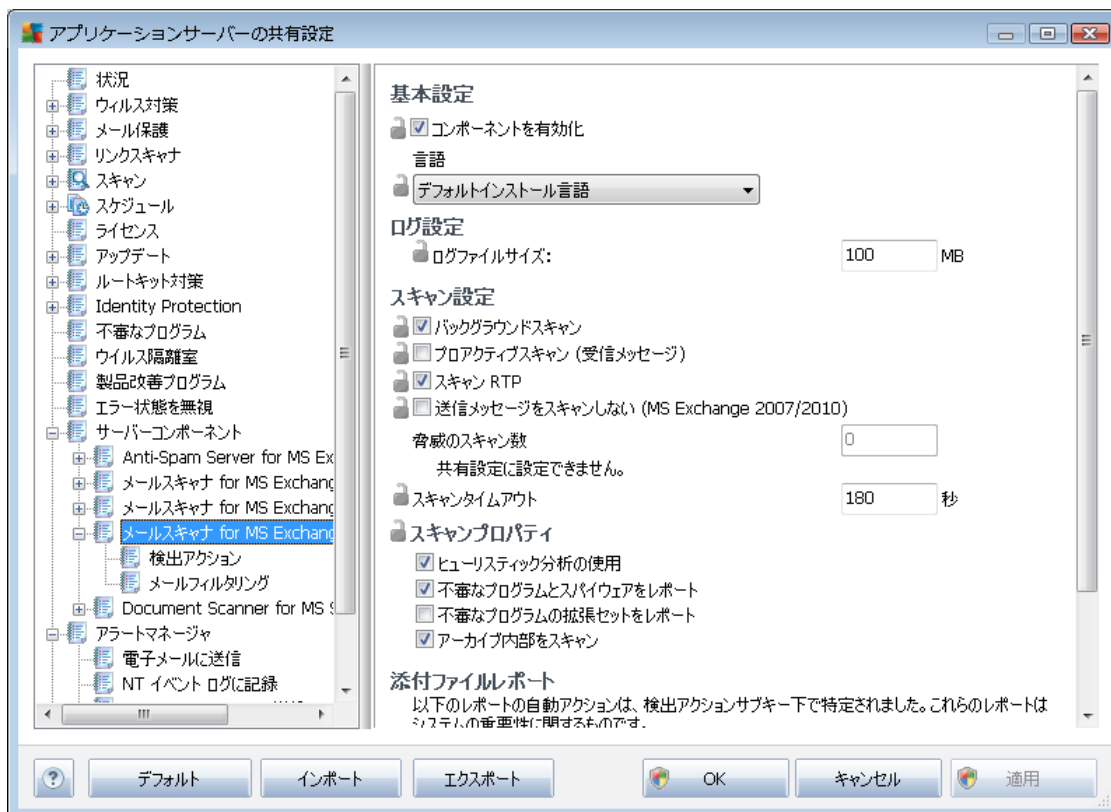 アプリケーションサーバーの共有設定
状況
ウィルス対策
メール保護
リンクスキャナ
スキャン
スケジュール
ライセンス
アップデート
ルートキット対策
Identity Protection
不審なプログラム
ウイルス隔離室
製品改善プログラム
エラー状態を無視
サーバーコンポーネント
Anti-Spam Server for MS Ex
メールスキャナ for MS Exchang
メールスキャナ for MS Exchang
メールスキャナ for MS Exchang
検出アクション
メールフィルタリング
Document Scanner for MS S
アラートマネージャ
電子メールに送信
NT イベント ログに記録
基本設定
コンポーネントを有効化
言語
デフォルトインストール言語
ログ設定
ログファイルサイズ: 100 MB
スキャン設定
バックグラウンドスキャン
プロアクティブスキャン (受信メッセージ)
スキャン RTP
送信メッセージをスキャンしない (MS Exchange 2007/2010)
脅威のスキャン数 0
共有設定に設定できません。
スキャンタイムアウト 180 秒
スキャンプロパティ
ヒューリスティック分析の使用
不審なプログラムとスパイウェアをレポート
不審なプログラムの拡張セットをレポート
アーカイブ内部をスキャン
添付ファイルレポート
以下のレポートの自動アクションは、検出アクションサブキー下で特定されました。これらのレポートは
システムの重要性に関するものです。
? デフォルト インポート エクスポート OK キャンセル 適用